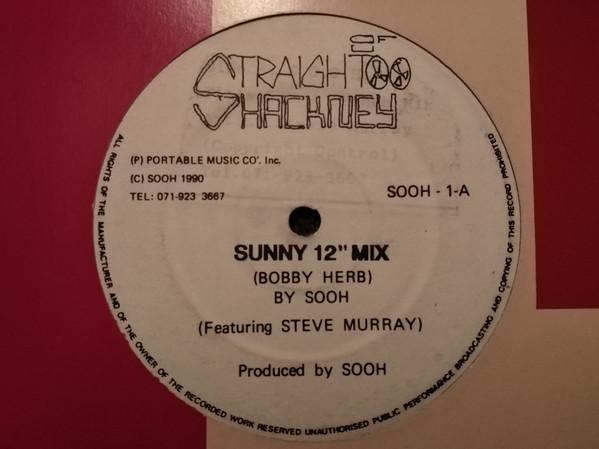 STRAIGHT OUT OF HACKNEY
(P) PORTABLE MUSIC CO'. Inc.
(C) SOOH 1990
TEL: 071-923 3667
SOOH - 1-A
SUNNY 12" MIX
(BOBBY HERB)
BY SOOH
(Featuring STEVE MURRAY)
Produced by SOOH
ALL RIGHTS OF THE MANUFACTURER AND OF THE OWNER OF THE RECORDED WORK RESERVED UNAUTHORISED PUBLIC PERFORMANCE BROADCASTING AND COPYING OF THIS RECORD PROHIBITED